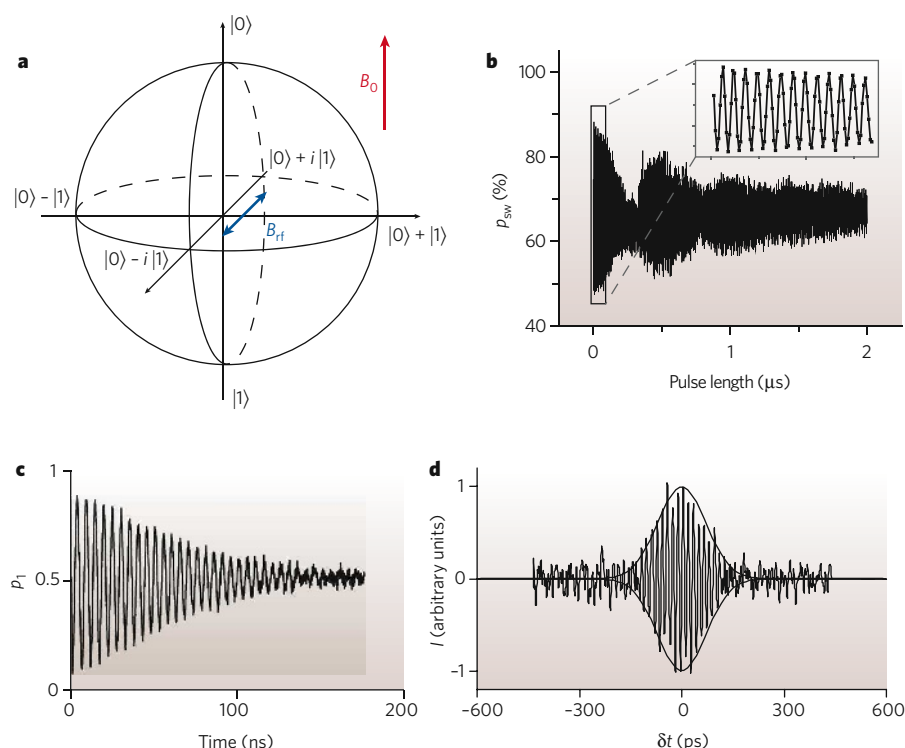 a
|0⟩
B0
|0⟩ + i |1⟩
|0⟩ - |1⟩
Brf
|0⟩ + |1⟩
|0⟩ - i |1⟩
|1⟩
b
100
80
60
40
psw (%)
0
1
2
Pulse length (μs)
c
1
0.5
0
p1
0
100
200
Time (ns)
d
1
0
-1
I (arbitrary units)
-600
-300
0
300
600
δt (ps)